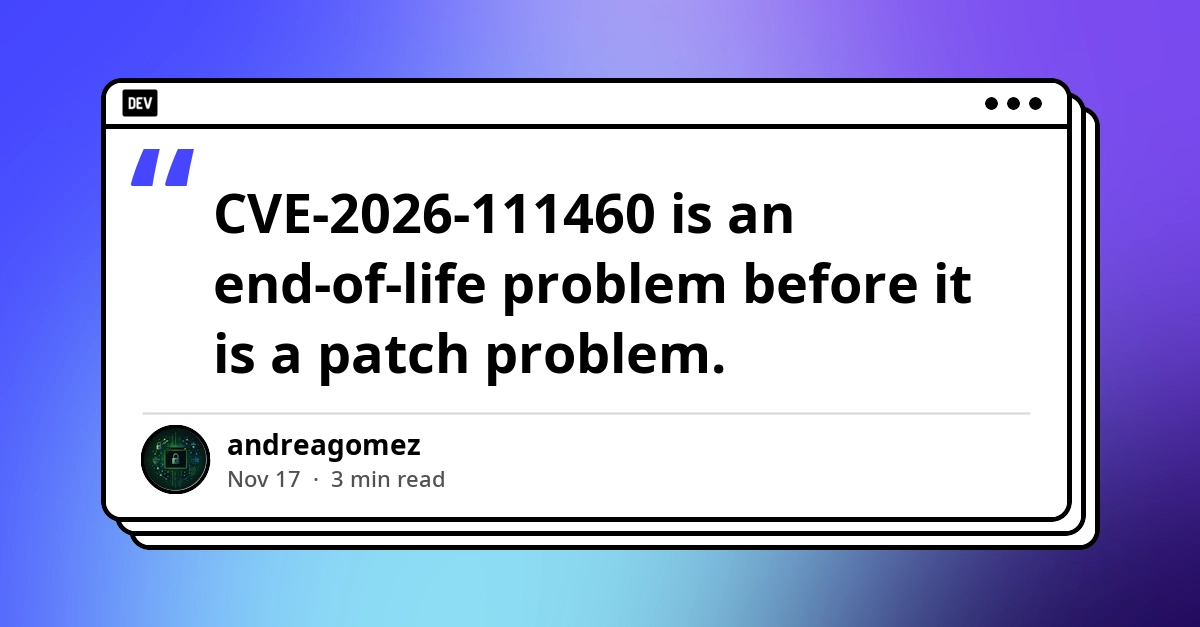 DEV
“
CVE-2026-111460 is an
end-of-life problem before it
is a patch problem.
andreagomez
Nov 17 · 3 min read